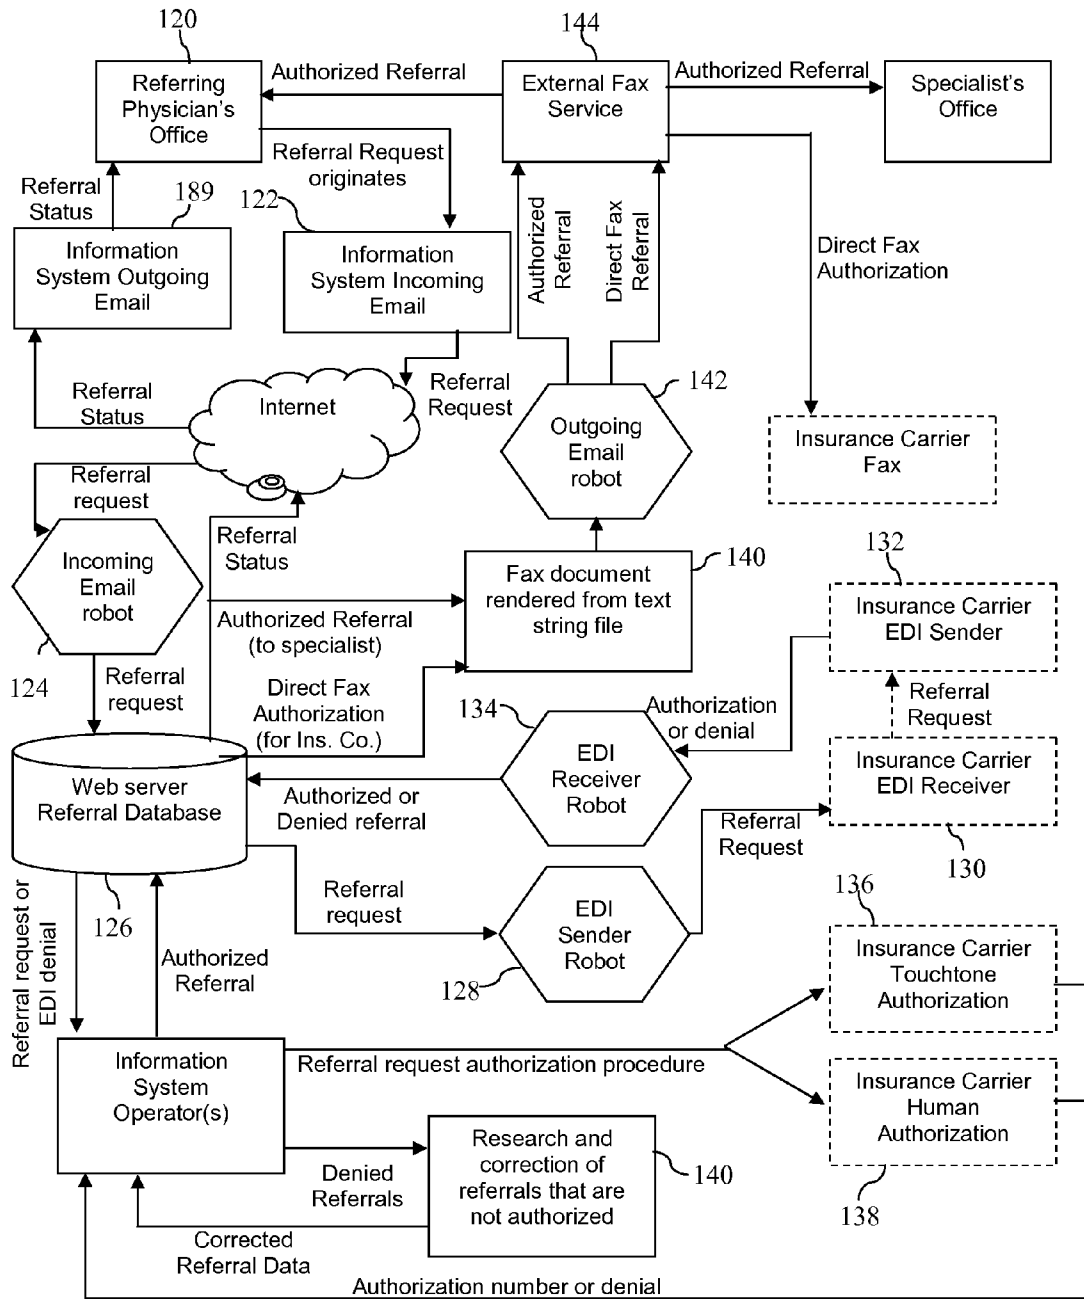 120
144
Referring
Physician's
Office
Authorized Referral
External Fax
Service
Authorized Referral
Specialist's
Office
Referral Request
originates
Referral
Status
189
122
Information
System Outgoing
Email
Information
System Incoming
Email
Authorized
Referral
Direct Fax
Referral
Direct Fax
Authorization
Referral
Status
Internet
Referral
Request
142
Outgoing
Email
robot
Insurance Carrier
Fax
Referral
request
Referral
Status
Incoming
Email
robot
124
140
Fax document
rendered from text
string file
132
Insurance Carrier
EDI Sender
Authorized Referral
(to specialist)
Referral
request
Direct Fax
Authorization
(for Ins. Co.)
134
Authorization
or denial
Referral
Request
Web server
Referral Database
EDI
Receiver
Robot
Insurance Carrier
EDI Receiver
Authorized or
Denied referral
Referral
Request
130
126
Referral
request
EDI
Sender
Robot
128
136
Insurance Carrier
Touchtone
Authorization
Referral request or
EDI denial
Authorized
Referral
Information
System
Operator(s)
Referral request authorization procedure
Insurance Carrier
Human
Authorization
138
Denied
Referrals
Research and
correction of
referrals that are
not authorized
140
Corrected
Referral Data
Authorization number or denial